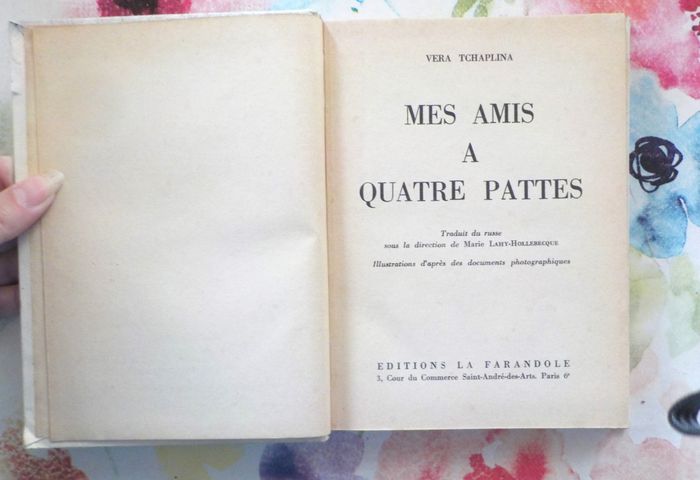 VERA TCHAPLINA
MES AMIS
A
QUATRE PATTES
Traduit du russe
sous la direction de Marie LAHY-HOLLEBECQUE
Illustrations d'après des documents photographiques
EDITIONS LA FARANDOLE
3, Cour du Commerce Saint-André-des-Arts. Paris 6e